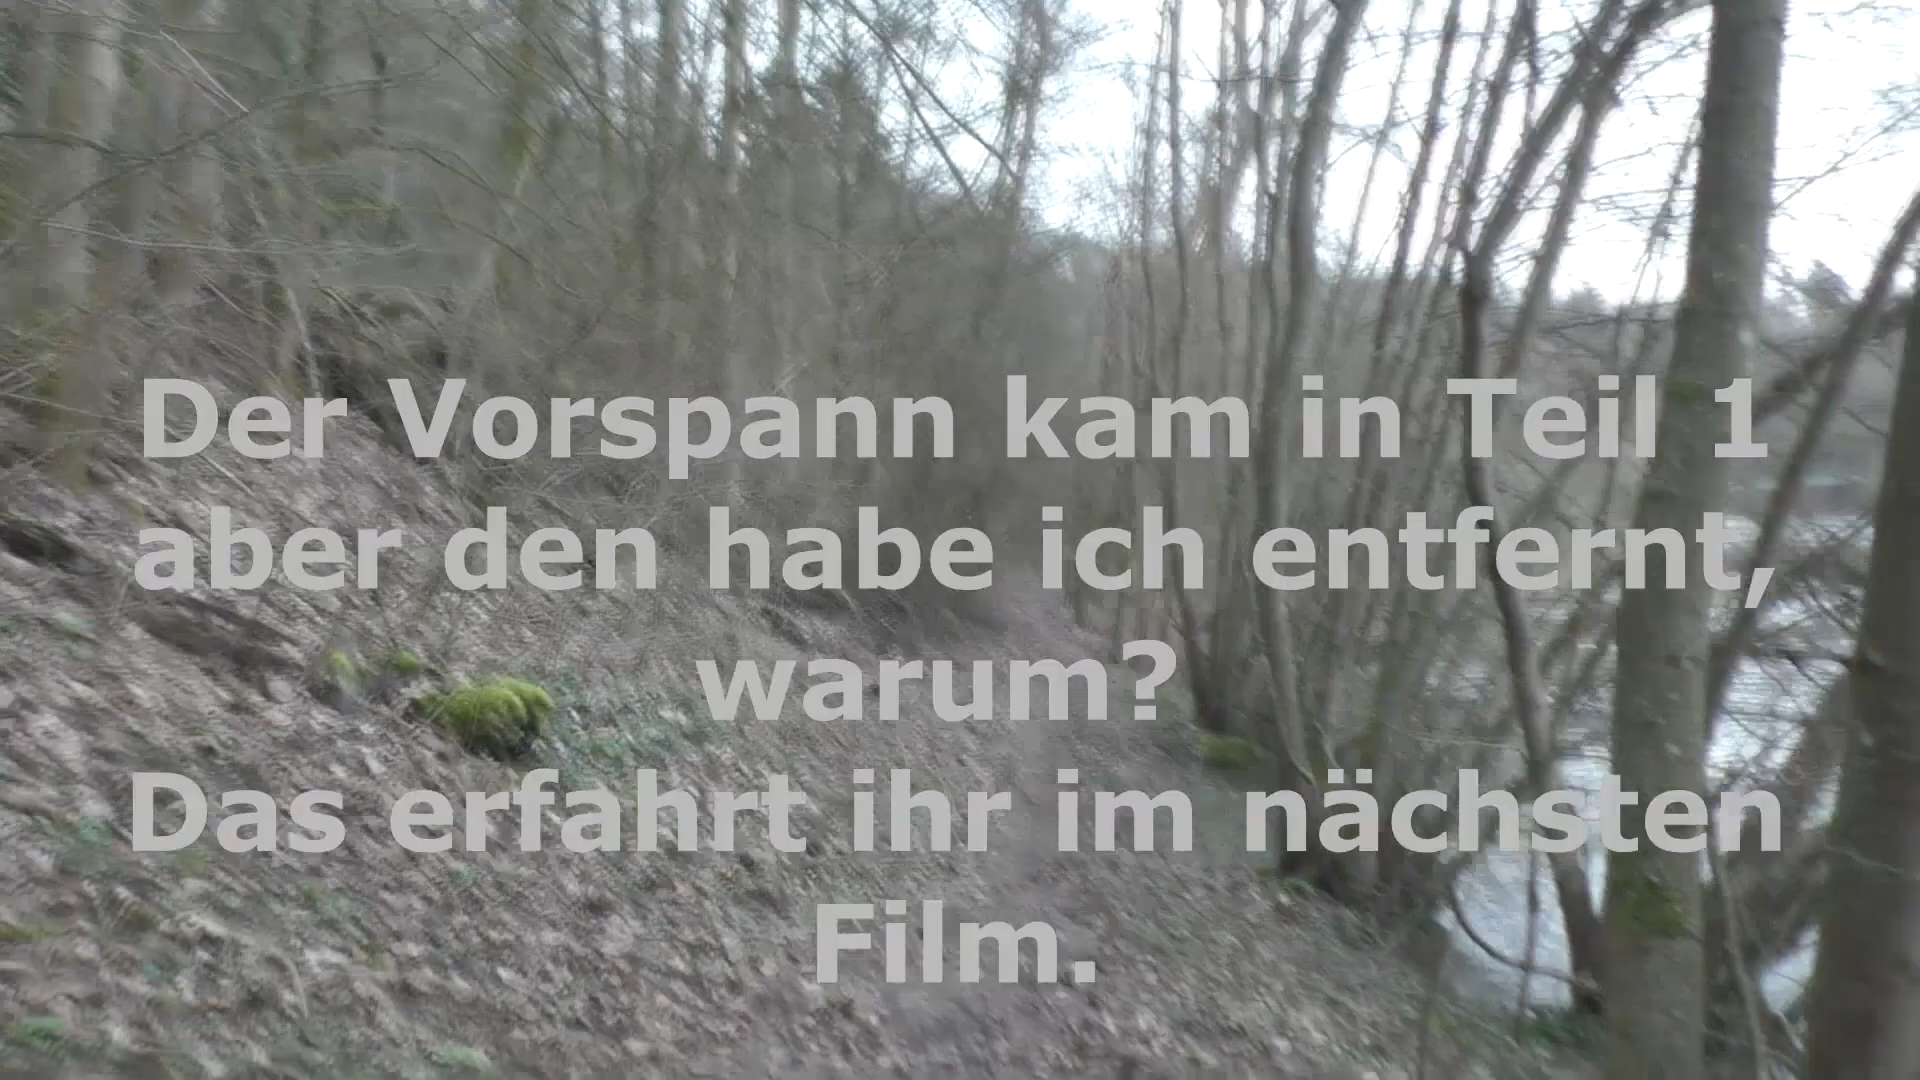 Der Vorspann kam in Teil 1
aber den habe ich entfernt,
warum?
Das erfahrt ihr im nächsten
Film.